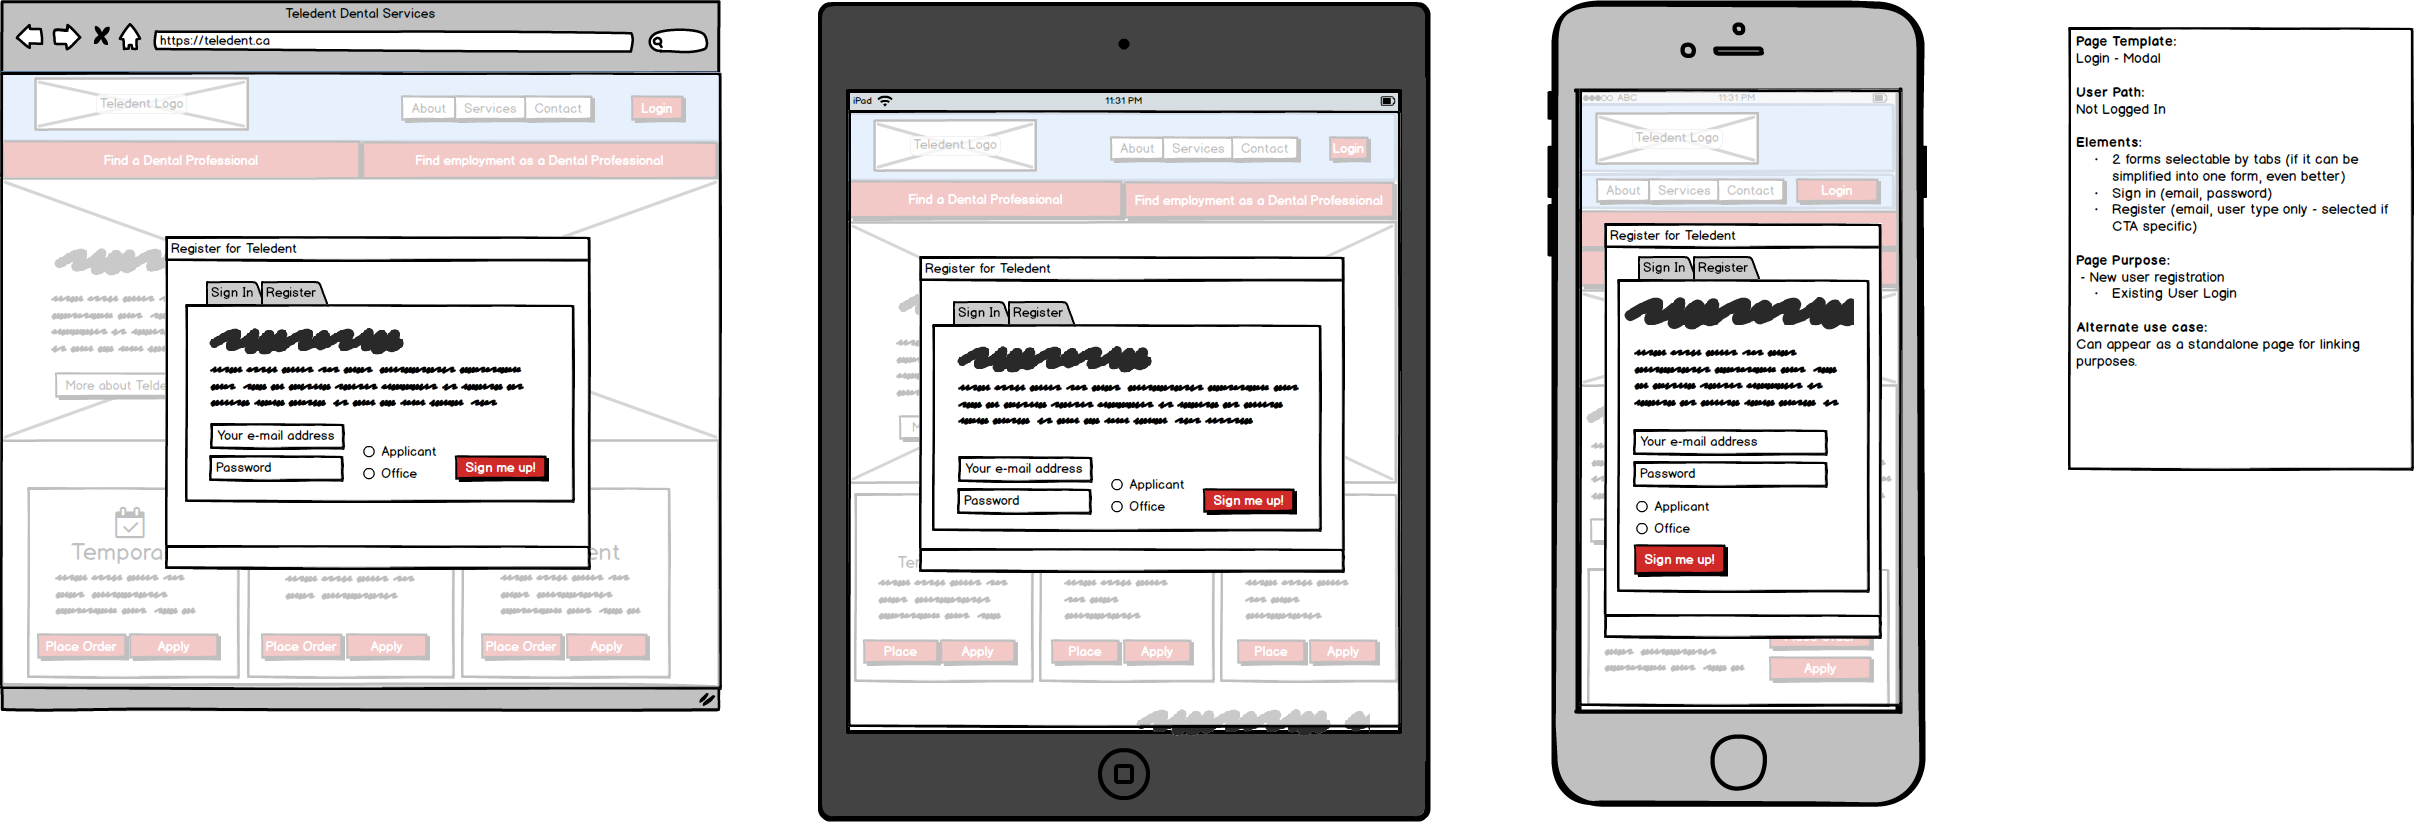 Teledent Dental Services
https://teledent.ca
Teledent Logo
About Services Contact Login
Find a Dental Professional Find employment as a Dental Professional
Register for Teledent
Sign In Register
More about Telde
Your e-mail address
Password
Applicant
Office
Sign me up!
Tempora ent
Place Order Apply Place Order Apply Place Order Apply
iPad 11:31 PM
Teledent Logo
About Services Contact Login
Find a Dental Professional Find employment as a Dental Professional
Register for Teledent
Sign In Register
M
Your e-mail address
Password
Applicant
Office
Sign me up!
Te
Place Apply Place Apply Place Apply
ABC 11:31 PM
Teledent Logo
About Services Contact Login
Register for Teledent
Sign In Register
Your e-mail address
Password
Applicant
Office
Sign me up!
Place Order
Apply
Page Template:
Login - Modal
User Path:
Not Logged In
Elements:
· 2 forms selectable by tabs (if it can be
simplified into one form, even better)
· Sign in (email, password)
· Register (email, user type only - selected if
CTA specific)
Page Purpose:
- New user registration
· Existing User Login
Alternate use case:
Can appear as a standalone page for linking
purposes.